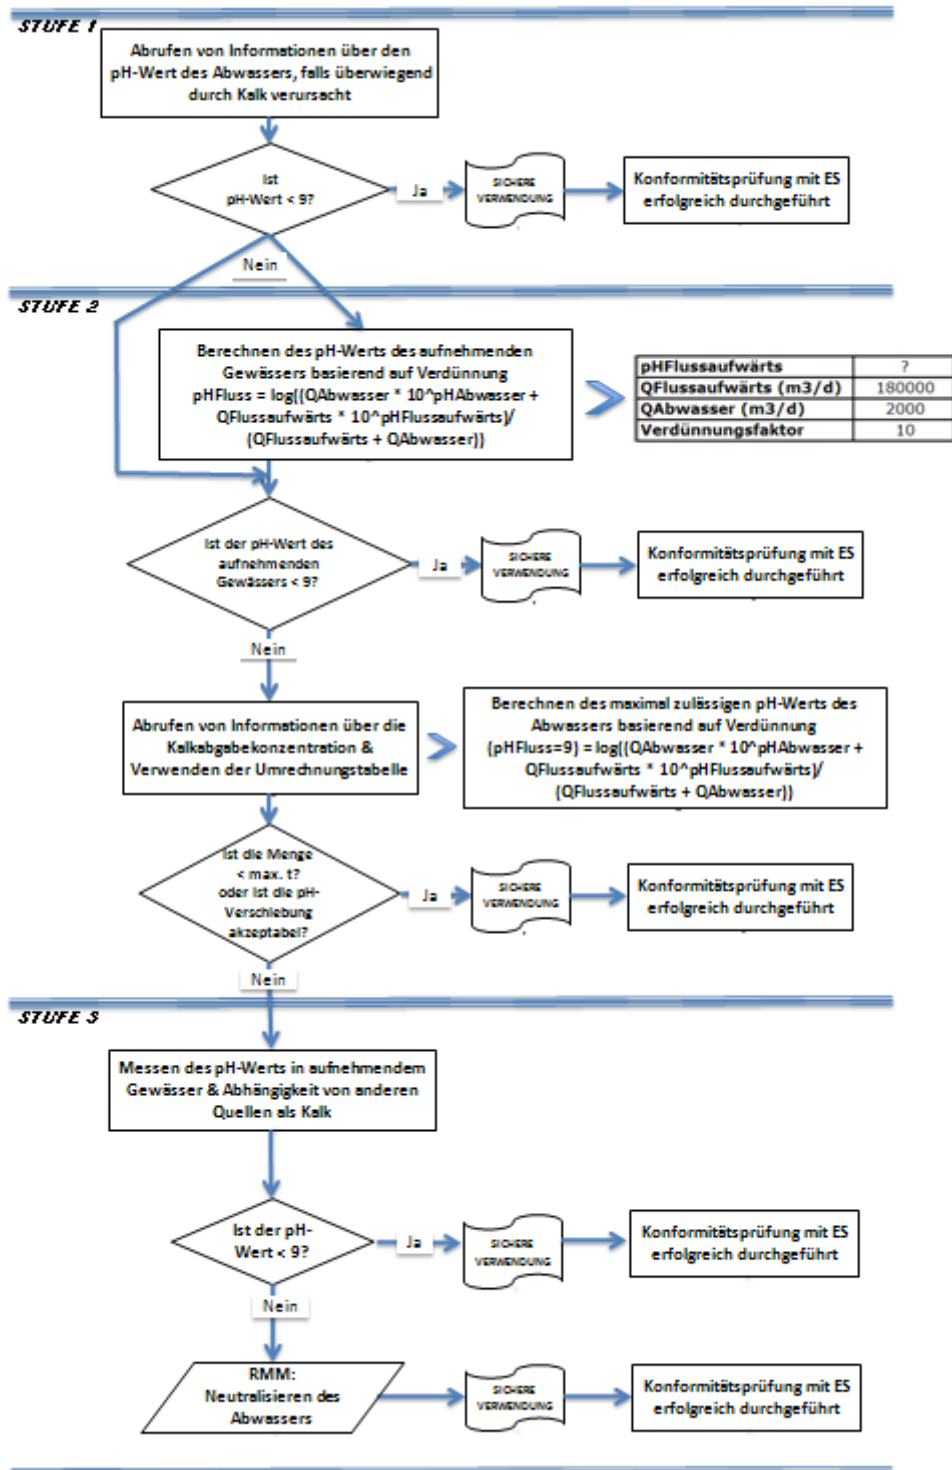 STUFE 1
Abrufen von Informationen über den
pH-Wert des Abwassers, falls überwiegend
durch Kalk verursacht
Ist
pH-Wert < 9?
Ja
SICHERE
VERWENDUNG
Konformitätsprüfung mit ES
erfolgreich durchgeführt
Nein
STUFE 2
Berechnen des pH-Werts des aufnehmenden
Gewässers basierend auf Verdünnung
pHFluss = log((QAbwasser * 10^pHAbwasser +
QFlussaufwärts * 10^pHFlussaufwärts)/
(QFlussaufwärts + QAbwasser))
pHFlussaufwärts ?
QFlussaufwärts (m3/d) 180000
QAbwasser (m3/d) 2000
Verdünnungsfaktor 10
Ist der pH-Wert des
aufnehmenden
Gewässers < 9?
Ja
SICHERE
VERWENDUNG
Konformitätsprüfung mit ES
erfolgreich durchgeführt
Nein
Abrufen von Informationen über die
Kalkabgabekonzentration &
Verwenden der Umrechnungstabelle
Berechnen des maximal zulässigen pH-Werts des
Abwassers basierend auf Verdünnung
(pHFluss=9) = log((QAbwasser * 10^pHAbwasser +
QFlussaufwärts * 10^pHFlussaufwärts)/
(QFlussaufwärts + QAbwasser))
Ist die Menge
< max. t?
oder ist die pH-
Verschiebung
akzeptabel?
Ja
SICHERE
VERWENDUNG
Konformitätsprüfung mit ES
erfolgreich durchgeführt
Nein
STUFE 3
Messen des pH-Werts in aufnehmendem
Gewässer & Abhängigkeit von anderen
Quellen als Kalk
Ist der pH-
Wert < 9?
Ja
SICHERE
VERWENDUNG
Konformitätsprüfung mit ES
erfolgreich durchgeführt
Nein
RMM:
Neutralisieren des
Abwassers
SICHERE
VERWENDUNG
Konformitätsprüfung mit ES
erfolgreich durchgeführt